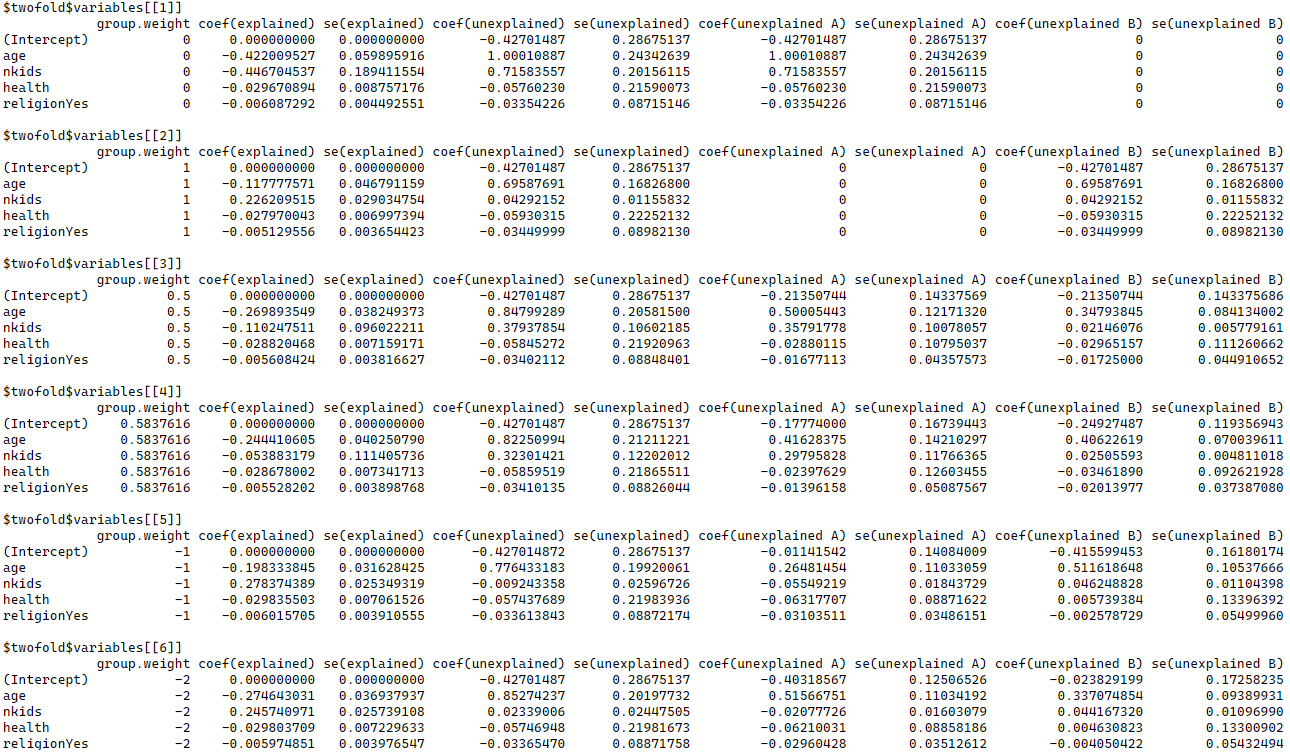 $twofold$variables[[1]]
group.weight coef(explained) se(explained) coef(unexplained) se(unexplained) coef(unexplained A) se(unexplained A) coef(unexplained B) se(unexplained B)
(Intercept) 0 0.000000000 0.000000000 -0.42701487 0.28675137 -0.42701487 0.28675137 0 0
age 0 -0.422209527 0.059895916 1.00010887 0.24342639 1.00010887 0.24342639 0 0
nkids 0 -0.446704537 0.189411554 0.71583557 0.20156115 0.71583557 0.20156115 0 0
health 0 -0.029670894 0.008757176 -0.05760230 0.21590073 -0.05760230 0.21590073 0 0
religionYes 0 -0.006087292 0.004492551 -0.03354226 0.08715146 -0.03354226 0.08715146 0 0
$twofold$variables[[2]]
group.weight coef(explained) se(explained) coef(unexplained) se(unexplained) coef(unexplained A) se(unexplained A) coef(unexplained B) se(unexplained B)
(Intercept) 1 0.000000000 0.000000000 -0.42701487 0.28675137 0 0 -0.42701487 0.28675137
age 1 -0.117777571 0.046791159 0.69587691 0.16826800 0 0 0.69587691 0.16826800
nkids 1 0.226209515 0.029034754 0.04292152 0.01155832 0 0 0.04292152 0.01155832
health 1 -0.027970043 0.006997394 -0.05930315 0.22252132 0 0 -0.05930315 0.22252132
religionYes 1 -0.005129556 0.003654423 -0.03449999 0.08982130 0 0 -0.03449999 0.08982130
$twofold$variables[[3]]
group.weight coef(explained) se(explained) coef(unexplained) se(unexplained) coef(unexplained A) se(unexplained A) coef(unexplained B) se(unexplained B)
(Intercept) 0.5 0.000000000 0.000000000 -0.42701487 0.28675137 -0.21350744 0.14337569 -0.21350744 0.143375686
age 0.5 -0.269893549 0.038249373 0.84799289 0.20581500 0.50005443 0.12171320 0.34793845 0.084134002
nkids 0.5 -0.110247511 0.096022211 0.37937854 0.10602185 0.35791778 0.10078057 0.02146076 0.005779161
health 0.5 -0.028820468 0.007159171 -0.05845272 0.21920963 -0.02880115 0.10795037 -0.02965157 0.111260662
religionYes 0.5 -0.005608424 0.003816627 -0.03402112 0.08848401 -0.01677113 0.04357573 -0.01725000 0.044910652
$twofold$variables[[4]]
group.weight coef(explained) se(explained) coef(unexplained) se(unexplained) coef(unexplained A) se(unexplained A) coef(unexplained B) se(unexplained B)
(Intercept) 0.5837616 0.000000000 0.000000000 -0.42701487 0.28675137 -0.17774000 0.16739443 -0.24927487 0.119356943
age 0.5837616 -0.244410605 0.040250790 0.82250994 0.21211221 0.41628375 0.14210297 0.40622619 0.070039611
nkids 0.5837616 -0.053883179 0.111405736 0.32301421 0.12202012 0.29795828 0.11766365 0.02505593 0.004811018
health 0.5837616 -0.028678002 0.007341713 -0.05859519 0.21865511 -0.02397629 0.12603455 -0.03461890 0.092621928
religionYes 0.5837616 -0.005528202 0.003898768 -0.03410135 0.08826044 -0.01396158 0.05087567 -0.02013977 0.037387080
$twofold$variables[[5]]
group.weight coef(explained) se(explained) coef(unexplained) se(unexplained) coef(unexplained A) se(unexplained A) coef(unexplained B) se(unexplained B)
(Intercept) -1 0.000000000 0.000000000 -0.427014872 0.28675137 -0.01141542 0.14084009 -0.415599453 0.16180174
age -1 -0.198333845 0.031628425 0.776433183 0.19920061 0.26481454 0.11033059 0.511618648 0.10537666
nkids -1 0.278374389 0.025349319 -0.009243358 0.02596726 -0.05549219 0.01843729 0.046248828 0.01104398
health -1 -0.029835503 0.007061526 -0.057437689 0.21983936 -0.06317707 0.08871622 0.005739384 0.13396392
religionYes -1 -0.006015705 0.003910555 -0.033613843 0.08872174 -0.03103511 0.03486151 -0.002578729 0.05499960
$twofold$variables[[6]]
group.weight coef(explained) se(explained) coef(unexplained) se(unexplained) coef(unexplained A) se(unexplained A) coef(unexplained B) se(unexplained B)
(Intercept) -2 0.000000000 0.000000000 -0.42701487 0.28675137 -0.40318567 0.12506526 -0.023829199 0.17258235
age -2 -0.274643031 0.036937937 0.85274237 0.20197732 0.51566751 0.11034192 0.337074854 0.09389931
nkids -2 0.245740971 0.025739108 0.02339006 0.02447505 -0.02077726 0.01603079 0.044167320 0.01096990
health -2 -0.029803709 0.007229633 -0.05746948 0.21981673 -0.06210031 0.08858186 0.004630823 0.13300902
religionYes -2 -0.005974851 0.003976547 -0.03365470 0.08871758 -0.02960428 0.03512612 -0.004050422 0.05432494